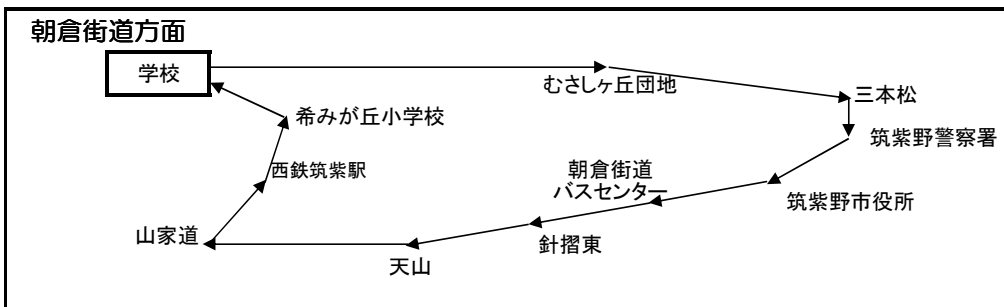 朝倉街道方面
学校
むさしヶ丘団地
三本松
筑紫野警察署
筑紫野市役所
朝倉街道
バスセンター
針摺東
天山
山家道
西鉄筑紫駅
希みが丘小学校